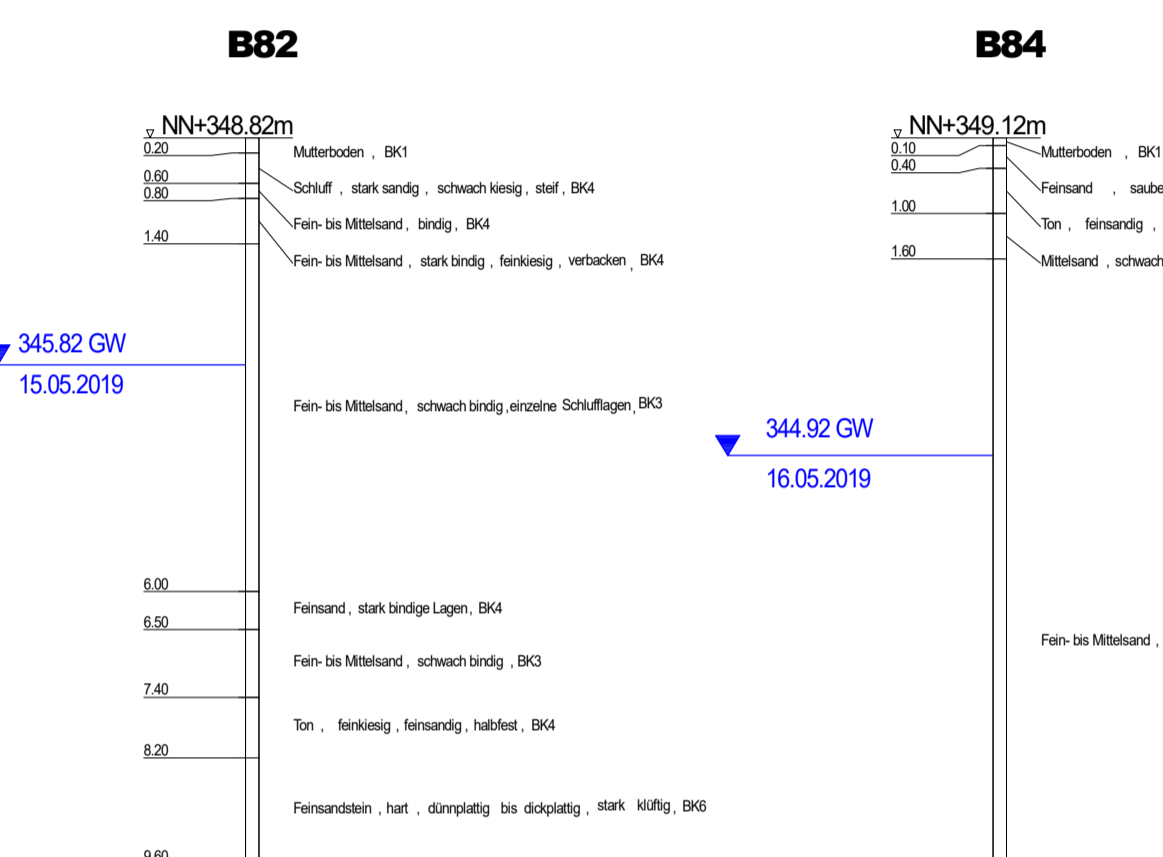 B82
NN+348.82m
0.20
Mutterboden , BK1
0.60
Schluff , stark sandig , schwach kiesig , steif , BK4
0.80
Fein- bis Mittelsand , bindig , BK4
1.40
Fein- bis Mittelsand , stark bindig , feinkiesig , verbacken , BK4
345.82 GW
15.05.2019
Fein- bis Mittelsand , schwach bindig ,einzelne Schlufflagen , BK3
6.00
Feinsand , stark bindige Lagen , BK4
6.50
Fein- bis Mittelsand , schwach bindig , BK3
7.40
Ton , feinkiesig , feinsandig , halbfest , BK4
8.20
Feinsandstein , hart , dünnplattig bis dickplattig , stark klüftig , BK6
9.60
B84
NN+349.12m
0.10
Mutterboden , BK1
0.40
Feinsand , saube
1.00
Ton , feinsandig ,
1.60
Mittelsand , schwach
344.92 GW
16.05.2019
Fein- bis Mittelsand ,